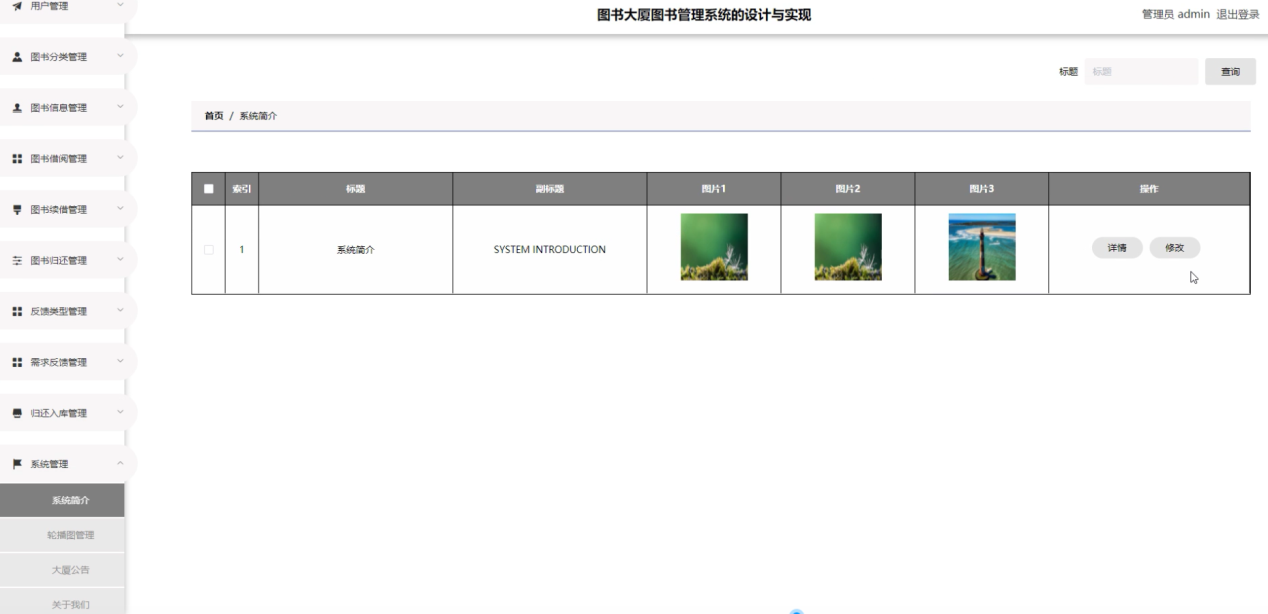 用户管理
图书大厦图书管理系统的设计与实现
管理员 admin 退出登录
图书分类管理
图书信息管理
图书借阅管理
图书续借管理
图书归还管理
反馈类型管理
需求反馈管理
归还入库管理
系统管理
系统简介
轮播图管理
大厦公告
关于我们
标题 标题 查询
首页 / 系统简介
索引 标题 副标题 图片1 图片2 图片3 操作
1 系统简介 SYSTEM INTRODUCTION 详情 修改